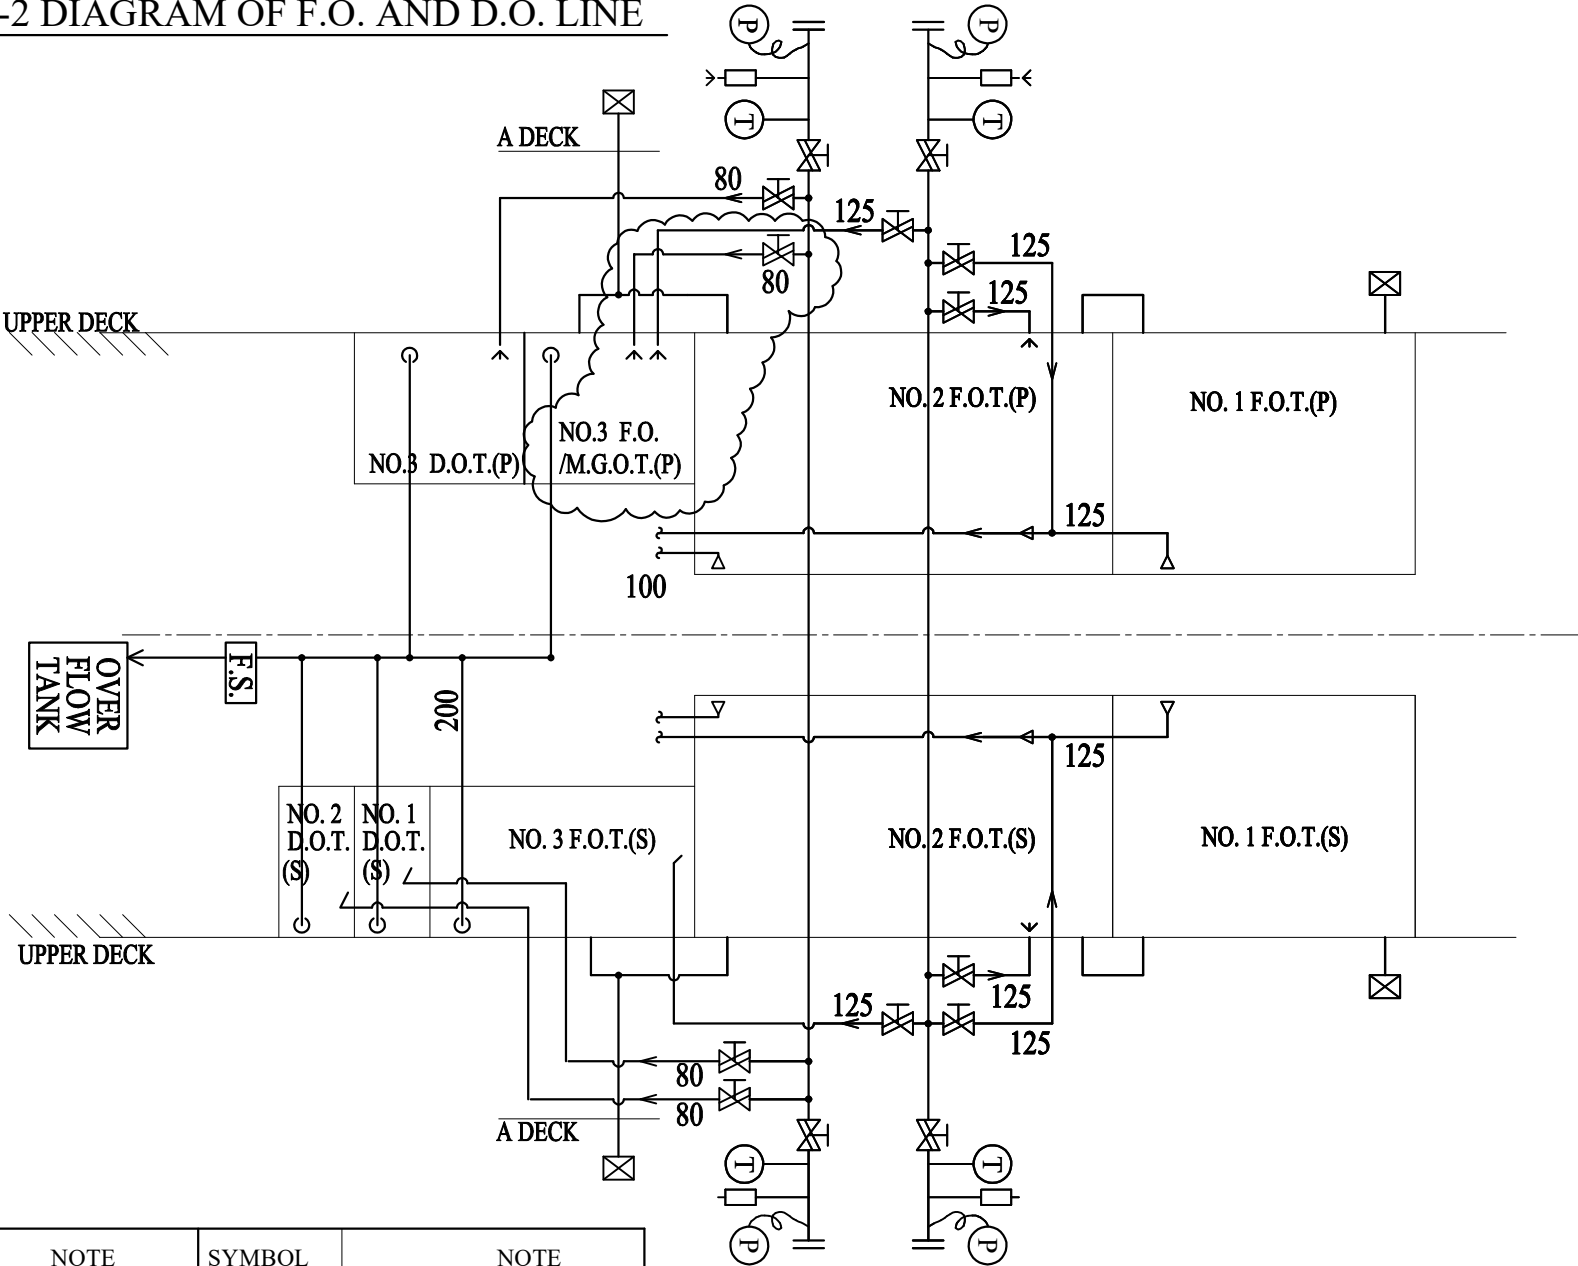 -2 DIAGRAM OF F.O. AND D.O. LINE
P
P
T
T
A DECK
80
125
125
80
125
UPPER DECK
NO. 2 F.O.T.(P)
NO. 1 F.O.T.(P)
NO.3 F.O.
/M.G.O.T.(P)
NO.3 D.O.T.(P)
125
100
OVER
FLOW
TANK
F.S.
200
125
NO. 2
D.O.T.
(S)
NO. 1
D.O.T.
(S)
NO. 3 F.O.T.(S)
NO. 2 F.O.T.(S)
NO. 1 F.O.T.(S)
UPPER DECK
125
125
125
80
80
A DECK
T
T
P
P
NOTE
SYMBOL
NOTE